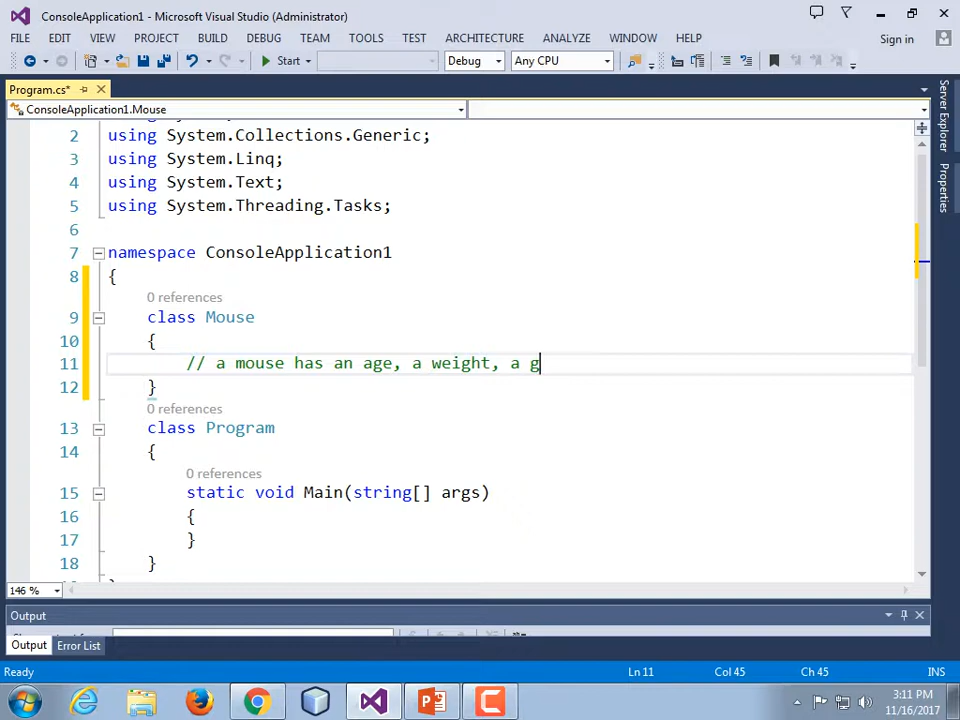 ConsoleApplication1 - Microsoft Visual Studio (Administrator)
FILE EDIT VIEW PROJECT BUILD DEBUG TEAM TOOLS TEST ARCHITECTURE ANALYZE WINDOW HELP Sign in
Start Debug Any CPU
Program.cs*
ConsoleApplication1.Mouse
2 using System.Collections.Generic;
3 using System.Linq;
4 using System.Text;
5 using System.Threading.Tasks;
6
7 namespace ConsoleApplication1
8 {
0 references
9 class Mouse
10 {
11 // a mouse has an age, a weight, a g
12 }
0 references
13 class Program
14 {
0 references
15 static void Main(string[] args)
16 {
17 }
18 }
146 %
Output
Output Error List
Ready Ln 11 Col 45 Ch 45 INS
3:11 PM
11/16/2017
Server Explorer
Properties